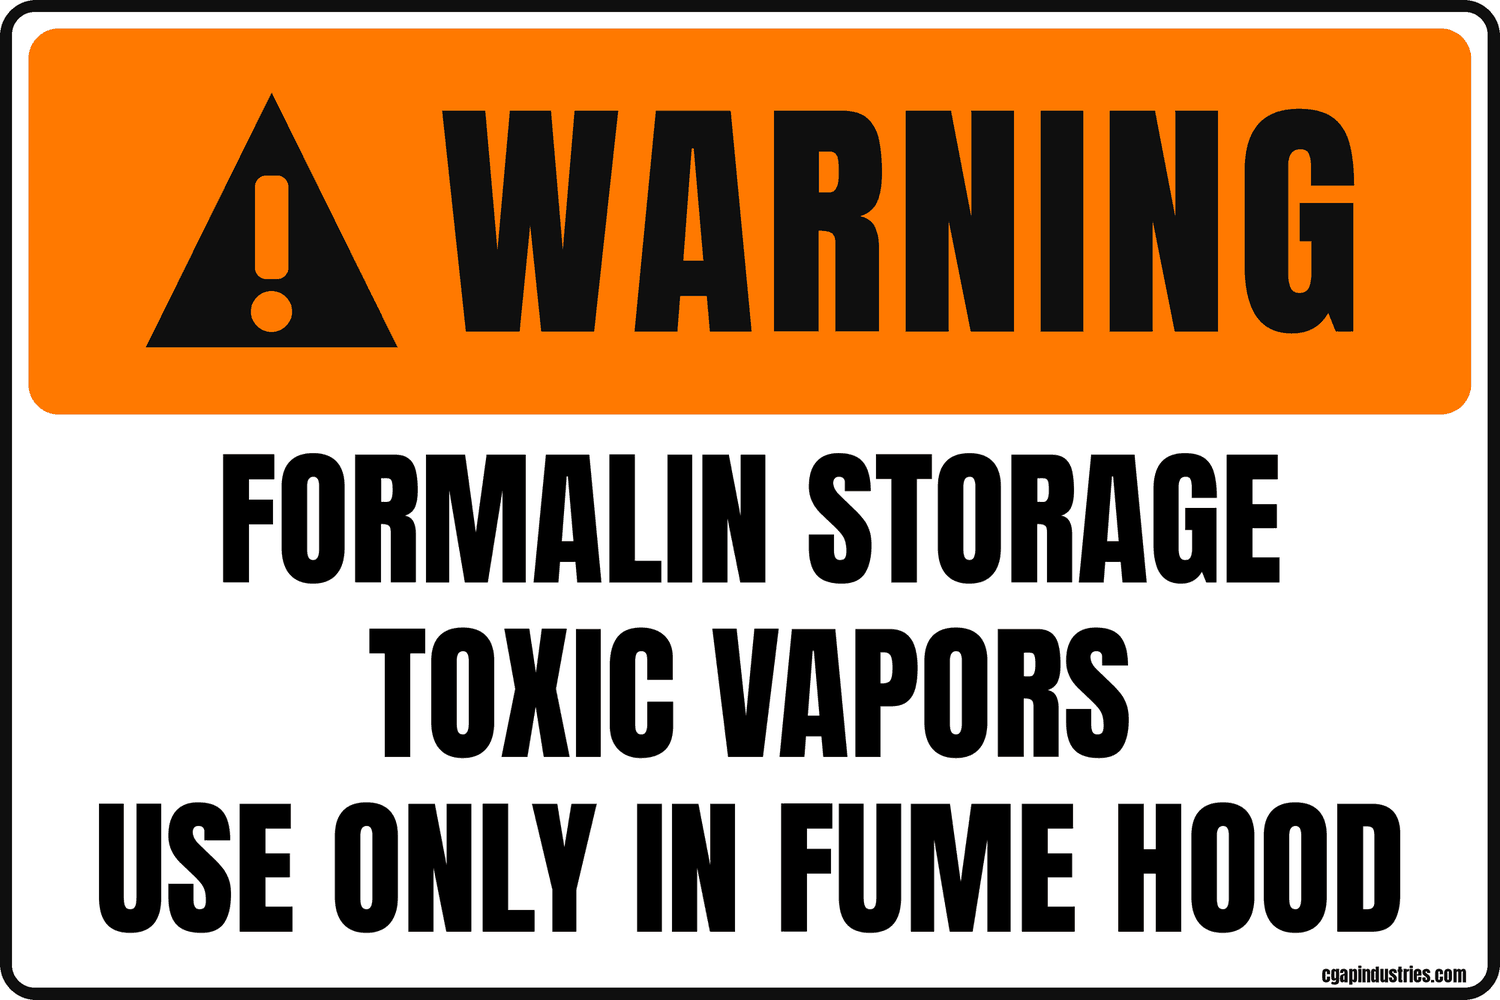 WARNING
FORMALIN STORAGE
TOXIC VAPORS
USE ONLY IN FUME HOOD
cgapindustries.com